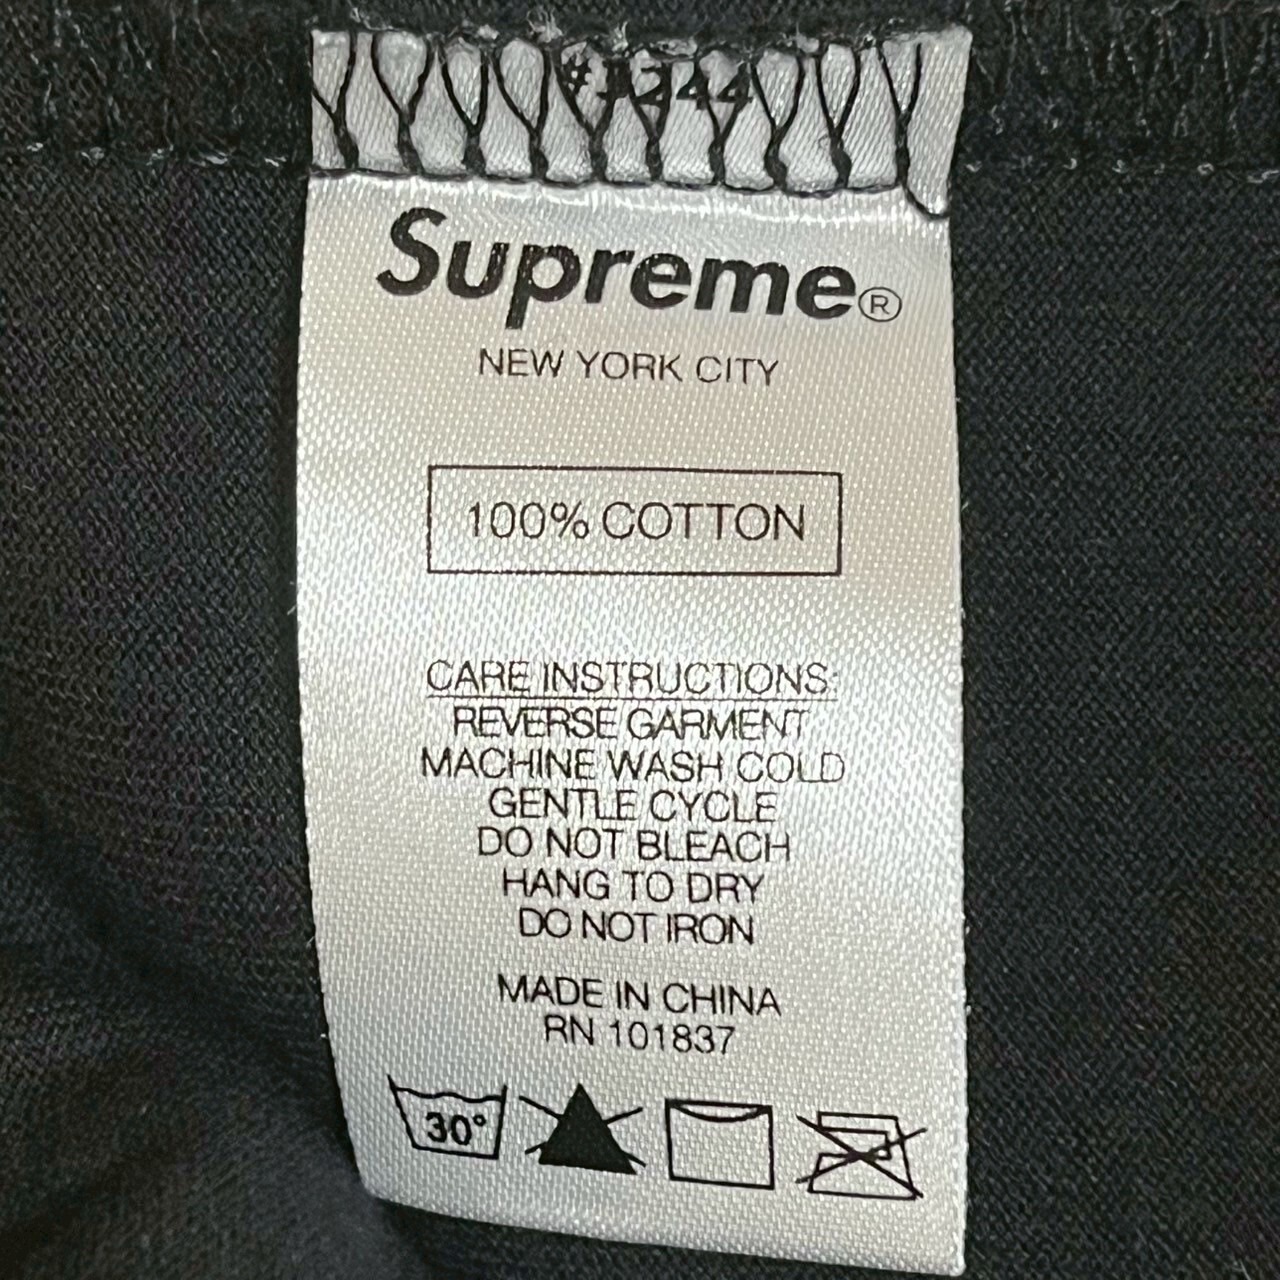 #3244
Supreme®
NEW YORK CITY
100% COTTON
CARE INSTRUCTIONS:
REVERSE GARMENT
MACHINE WASH COLD
GENTLE CYCLE
DO NOT BLEACH
HANG TO DRY
DO NOT IRON
MADE IN CHINA
RN 101837
30°